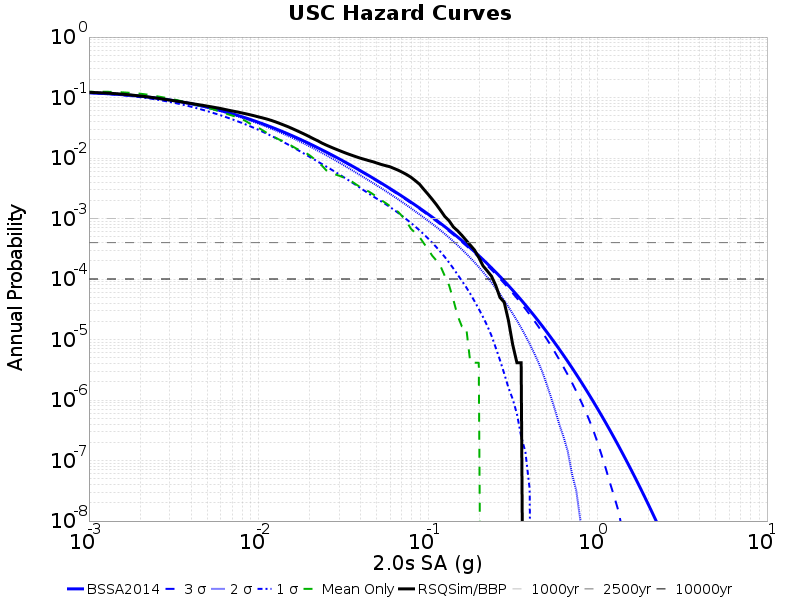 USC Hazard Curves
Annual Probability
10^0
10^-1
10^-2
10^-3
10^-4
10^-5
10^-6
10^-7
10^-8
10^-3 10^-2 10^-1 10^0 10^1
2.0s SA (g)
BSSA2014 3 σ 2 σ 1 σ Mean Only RSQSim/BBP 1000yr 2500yr 10000yr